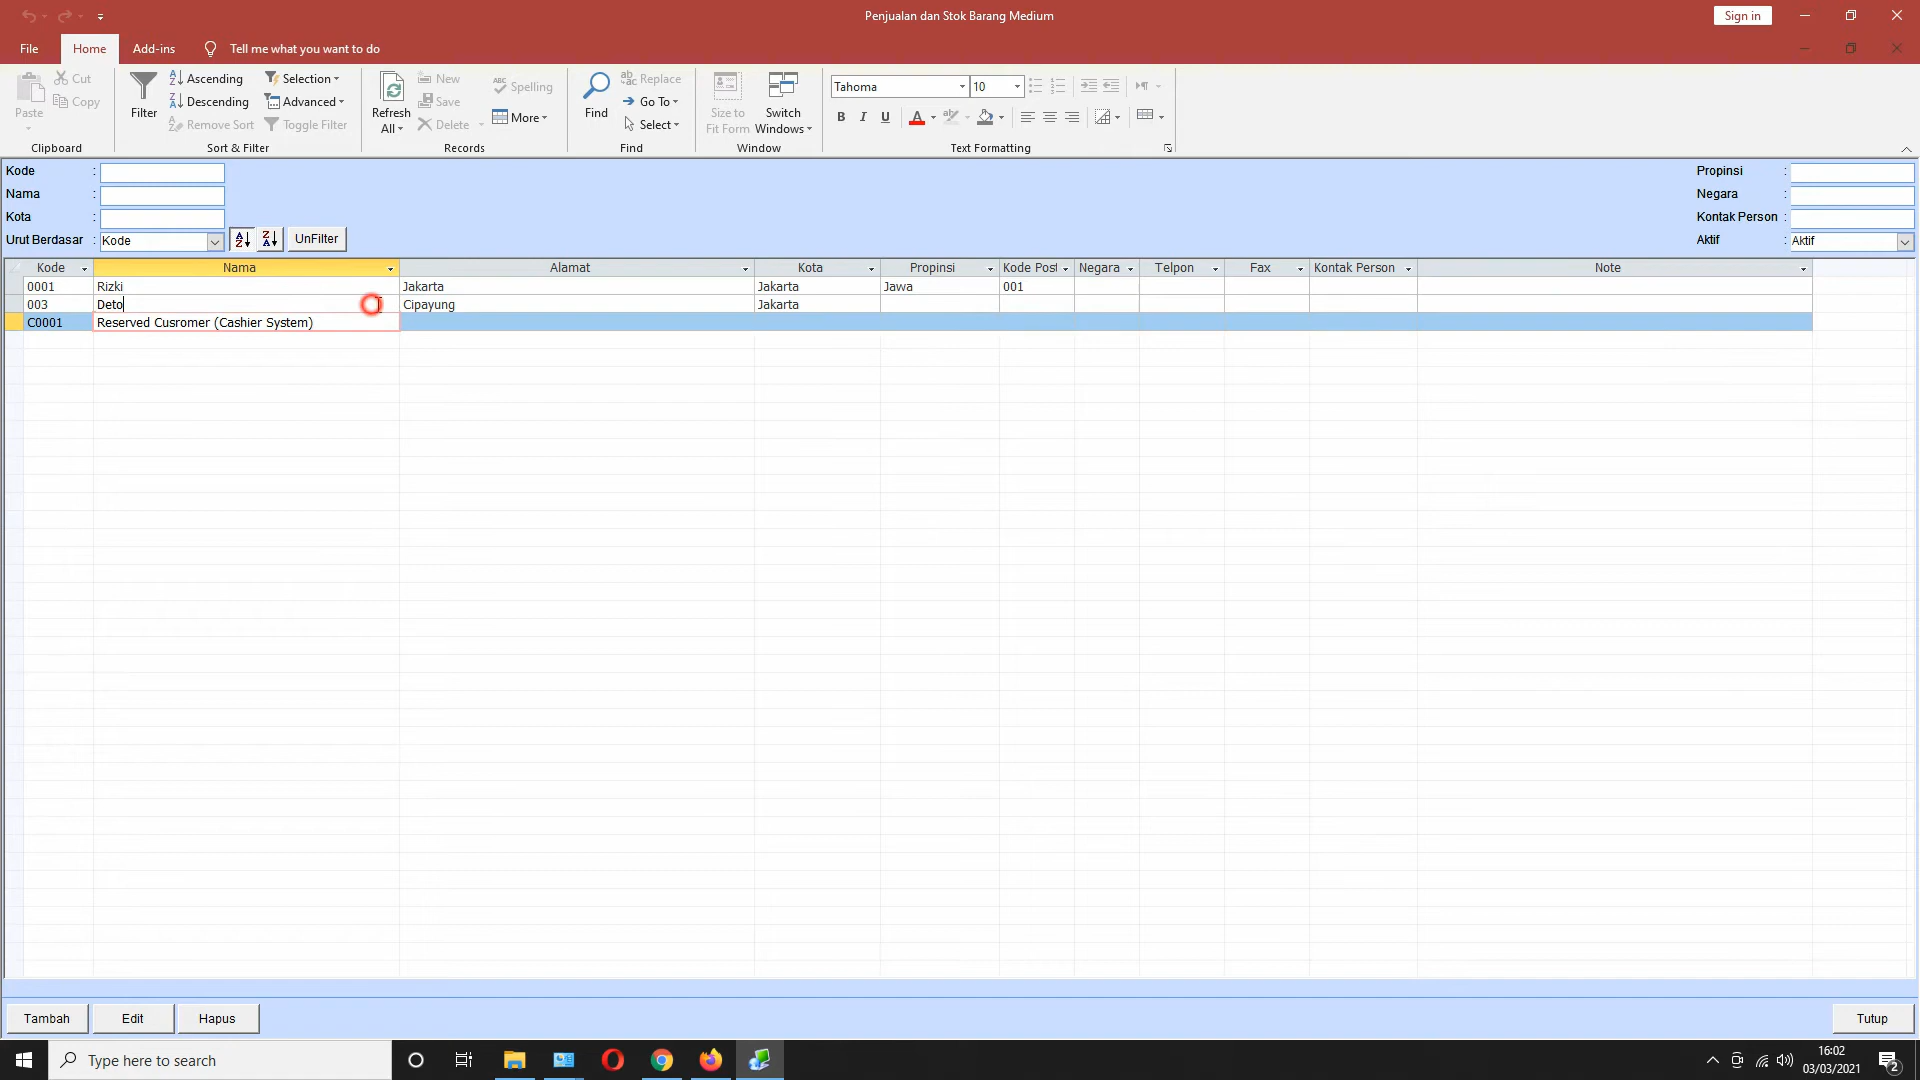 Penjualan dan Stok Barang Medium
Sign in
File Home Add-ins Tell me what you want to do
Paste
Cut
Copy
Clipboard
Filter
Ascending
Descending
Remove Sort
Selection
Advanced
Toggle Filter
Sort & Filter
Refresh All
New
Save
Delete
Spelling
More
Records
Find
Replace
Go To
Select
Find
Size to Fit Form
Switch Windows
Window
Tahoma 10
B I U
Text Formatting
Kode :
Nama :
Kota :
Urut Berdasar : Kode UnFilter
Propinsi :
Negara :
Kontak Person :
Aktif : Aktif
Kode Nama Alamat Kota Propinsi Kode Post Negara Telpon Fax Kontak Person Note
0001 Rizki Jakarta Jakarta Jawa 001
003 Deto Cipayung Jakarta
C0001 Reserved Cusromer (Cashier System)
Tambah Edit Hapus Tutup
Type here to search
16:02
03/03/2021
2